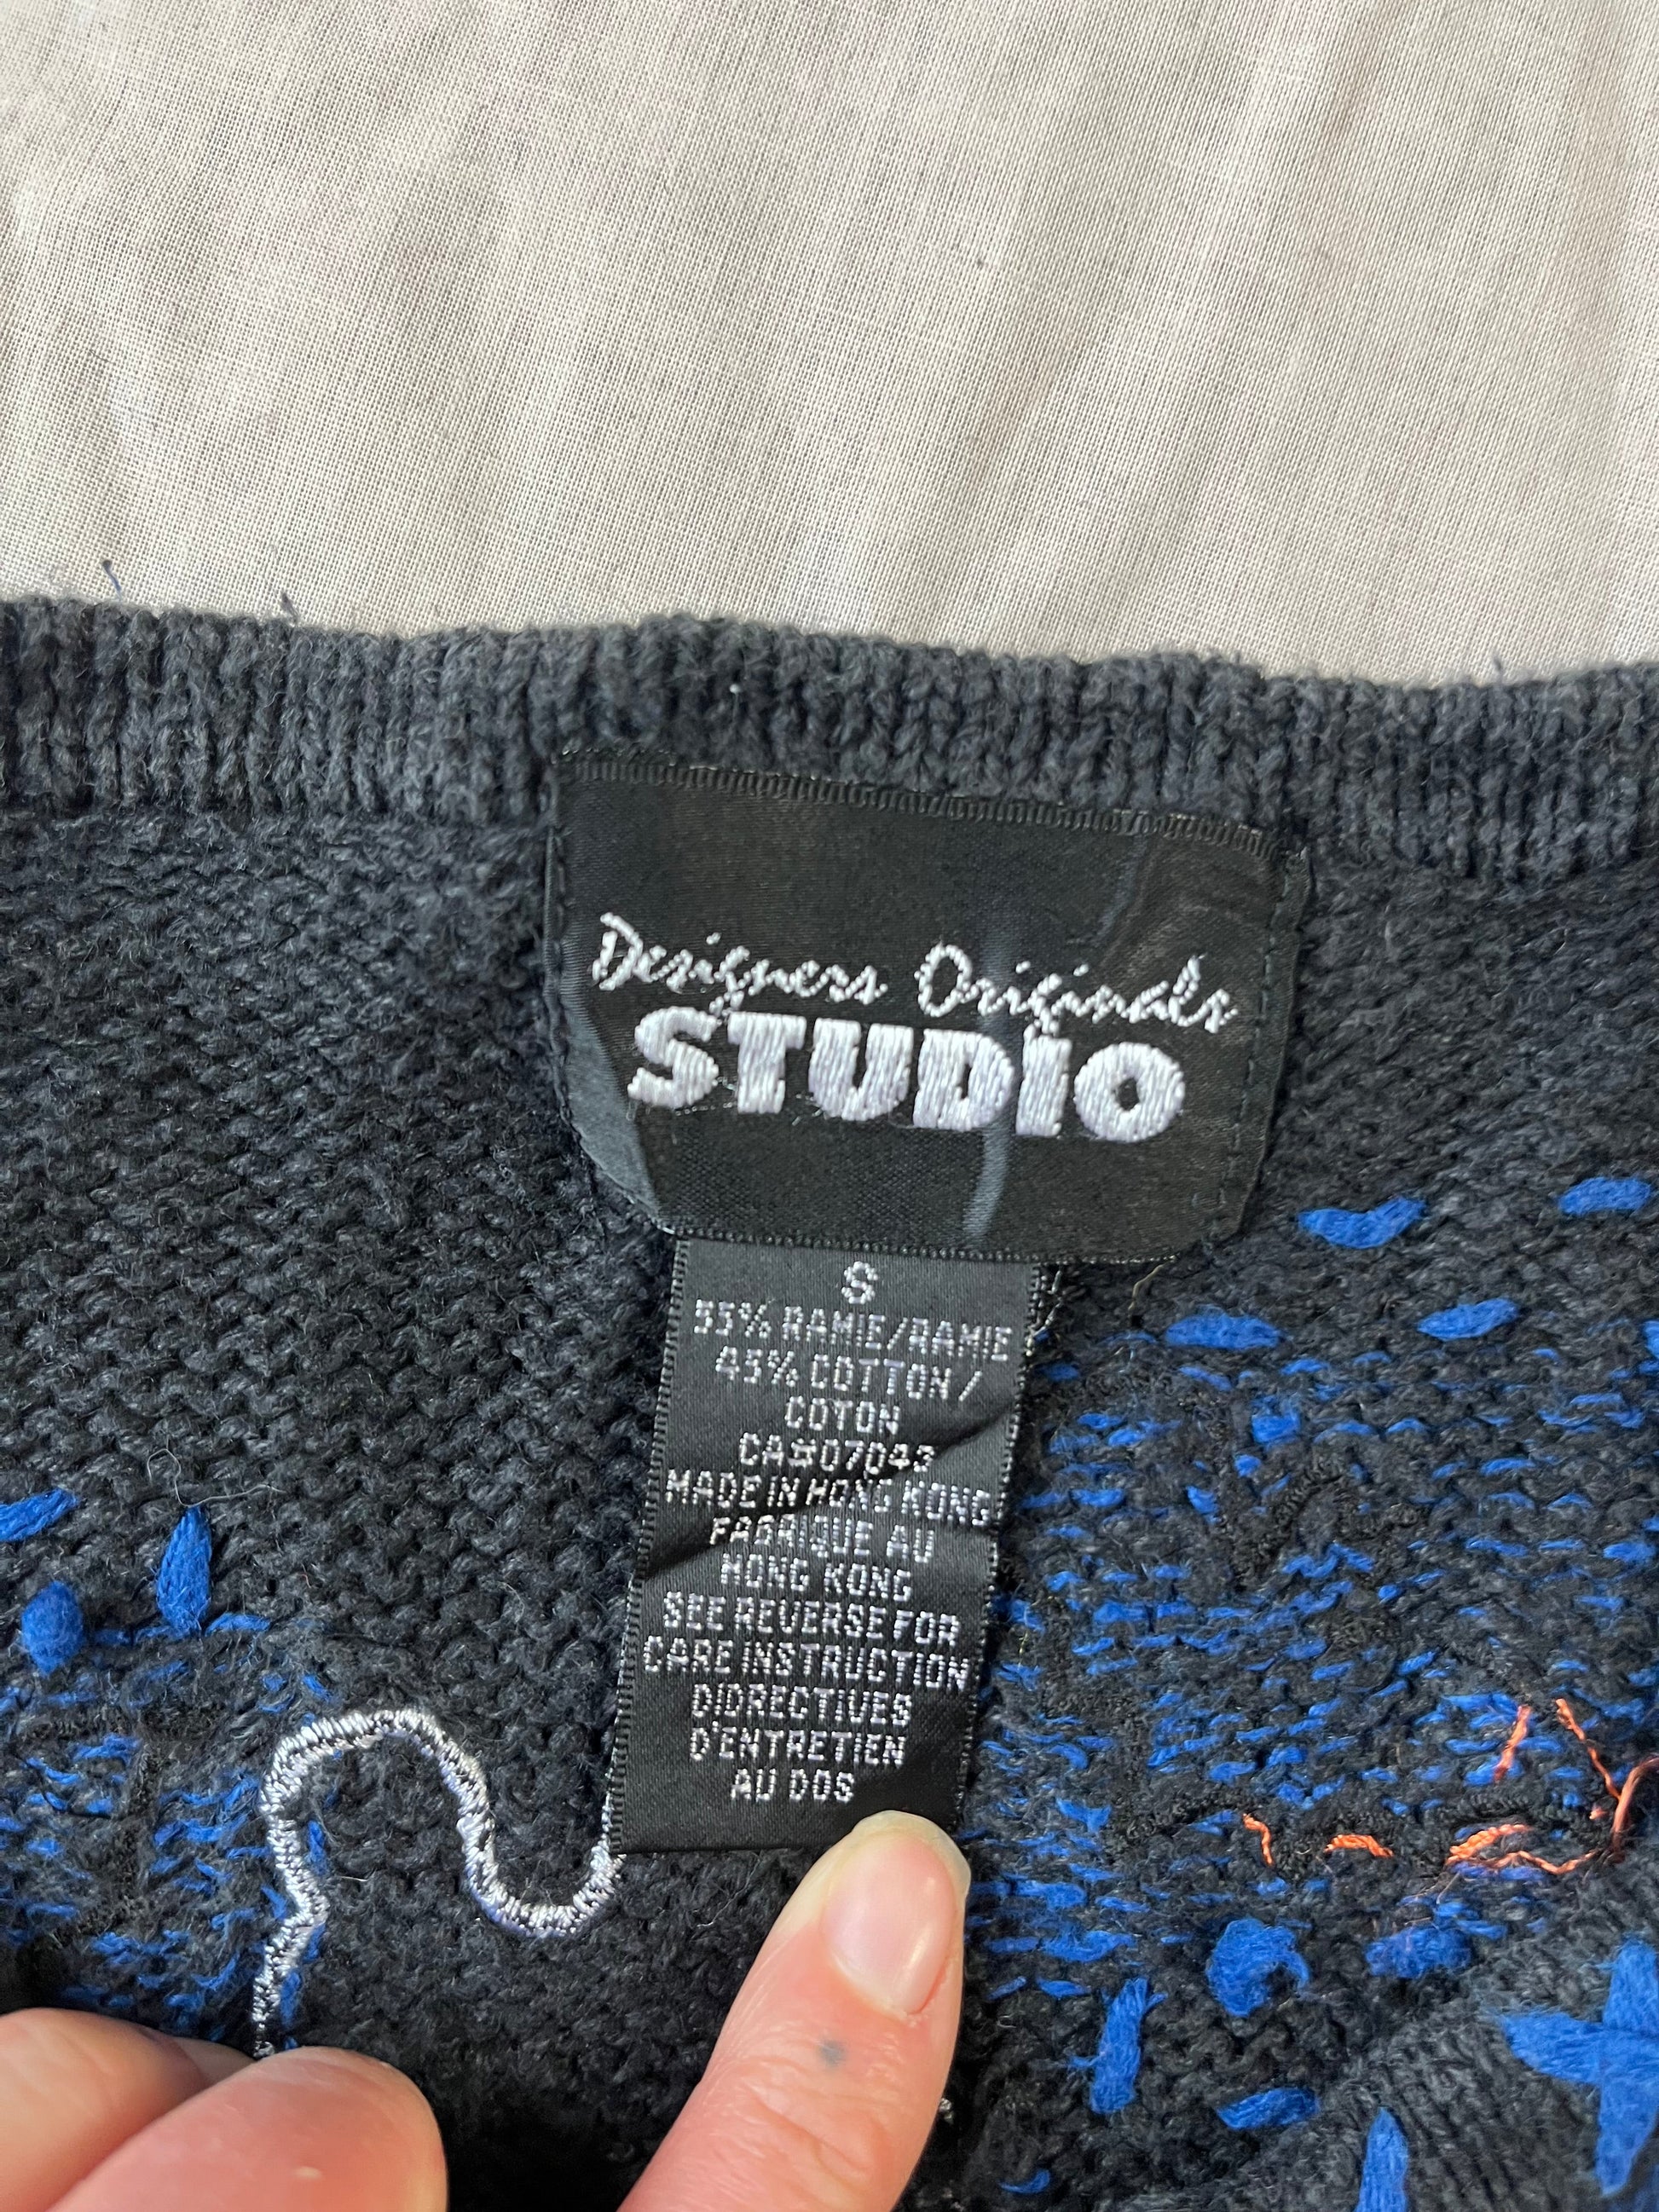 Designers Originals
STUDIO
S
55% RAMIE/RAMIE
45% COTTON /
COTON
CA#07043
MADE IN HONG KONG
FABRIQUE AU
HONG KONG
SEE REVERSE FOR
CARE INSTRUCTION
DIDRECTIVES
D'ENTRETIEN
AU DOS